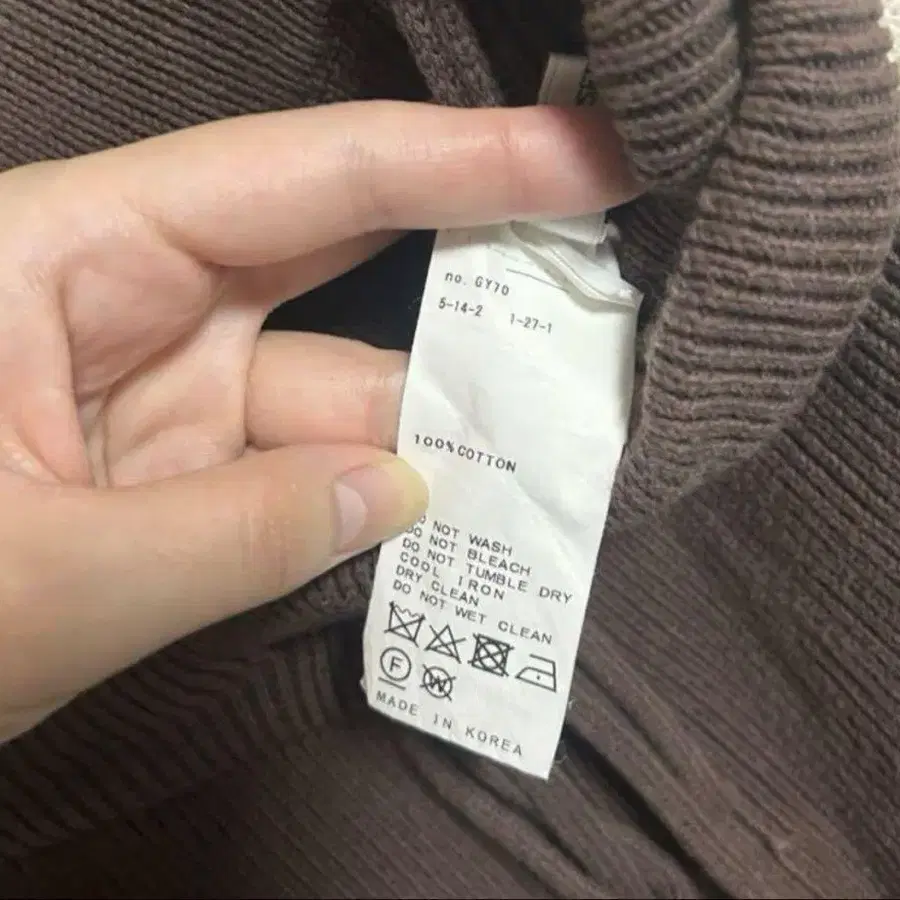 no. GY70
5-14-2 1-27-1
100%COTTON
DO NOT WASH
DO NOT BLEACH
DO NOT TUMBLE DRY
COOL IRON
DRY CLEAN
DO NOT WET CLEAN
F
W
MADE IN KOREA